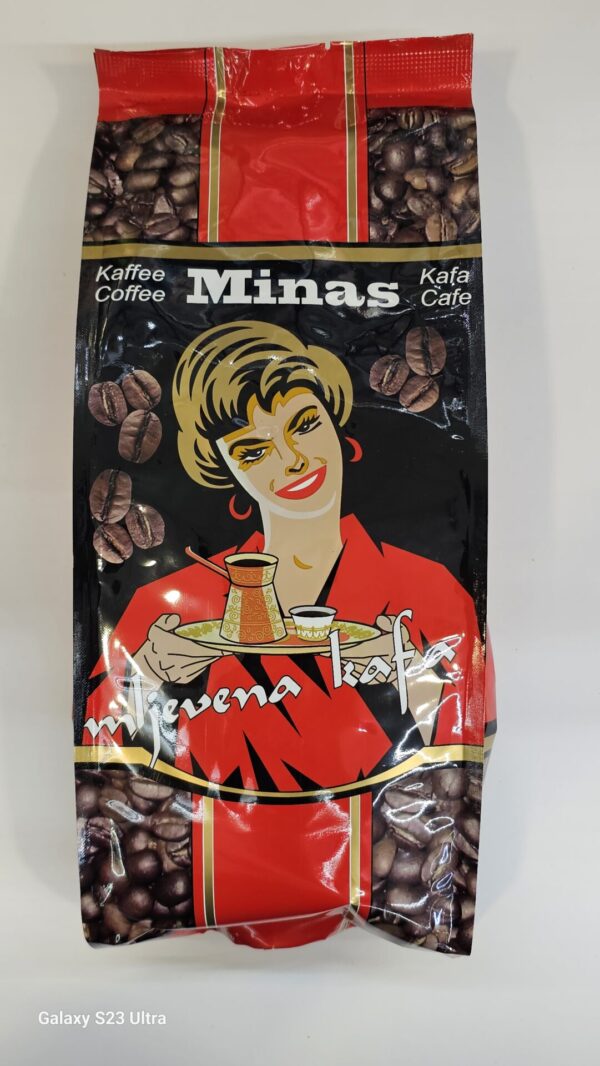 Kaffee
Coffee
Minas
Kafa
Cafe
mljevena kafa
Galaxy S23 Ultra